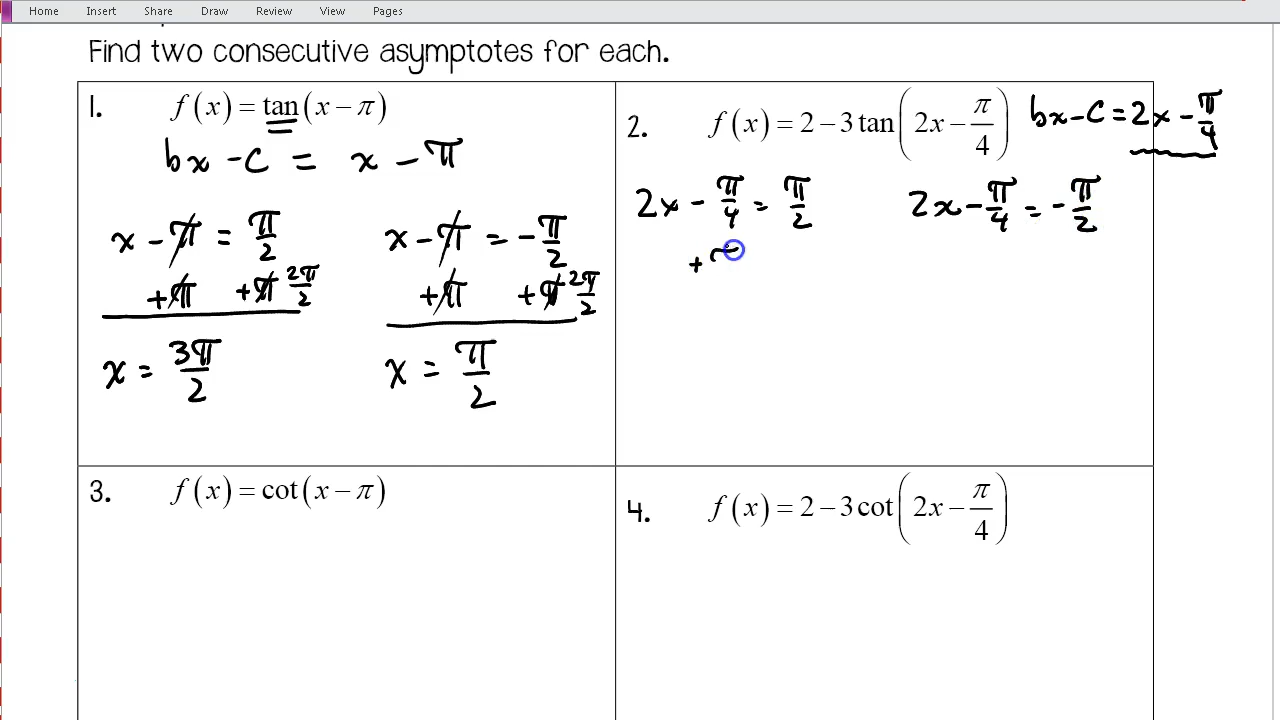 Home Insert Share Draw Review View Pages
Find two consecutive asymptotes for each.
1. f(x) = tan(x − π)
bx − c = x − π
x − π = π/2
+π +π 2π/2
x = 3π/2
x − π = −π/2
+π +π 2π/2
x = π/2
2. f(x) = 2 − 3 tan(2x − π/4)
bx − c = 2x − π/4
2x − π/4 = π/2
+
2x − π/4 = −π/2
3. f(x) = cot(x − π)
4. f(x) = 2 − 3 cot(2x − π/4)